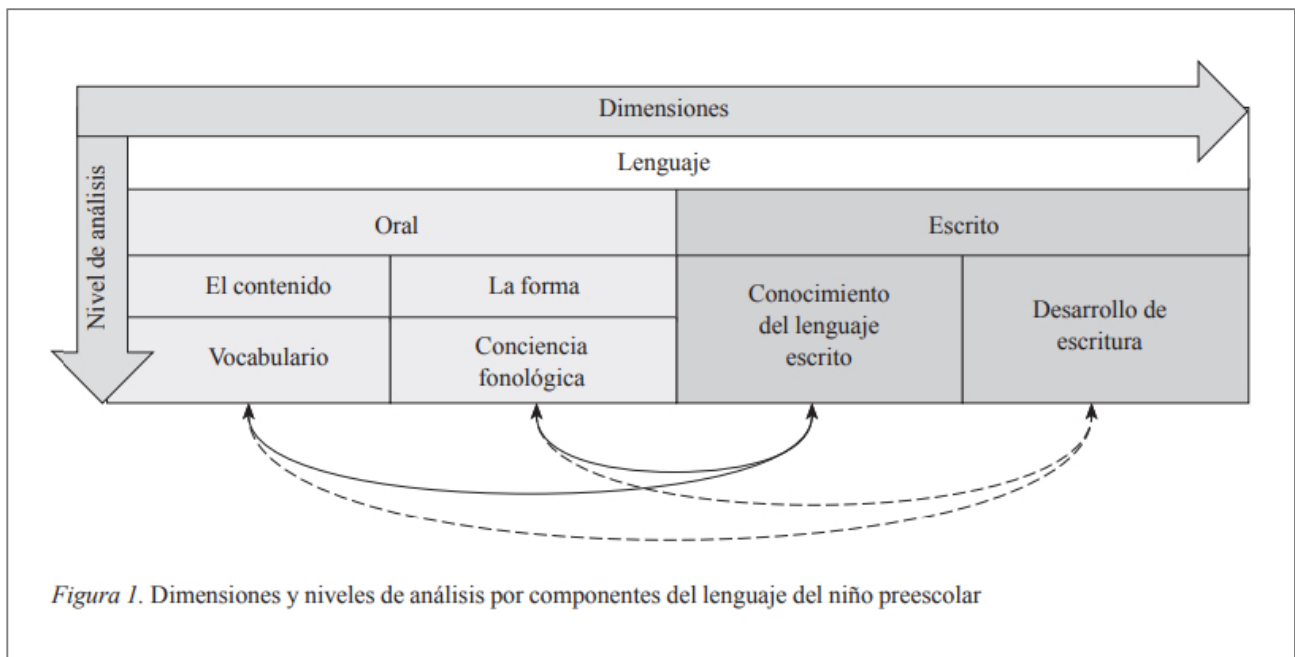 Dimensiones
Lenguaje
Nivel de análisis
Oral
Escrito
El contenido
La forma
Conocimiento
del lenguaje
escrito
Desarrollo de
escritura
Vocabulario
Conciencia
fonológica
Figura 1. Dimensiones y niveles de análisis por componentes del lenguaje del niño preescolar